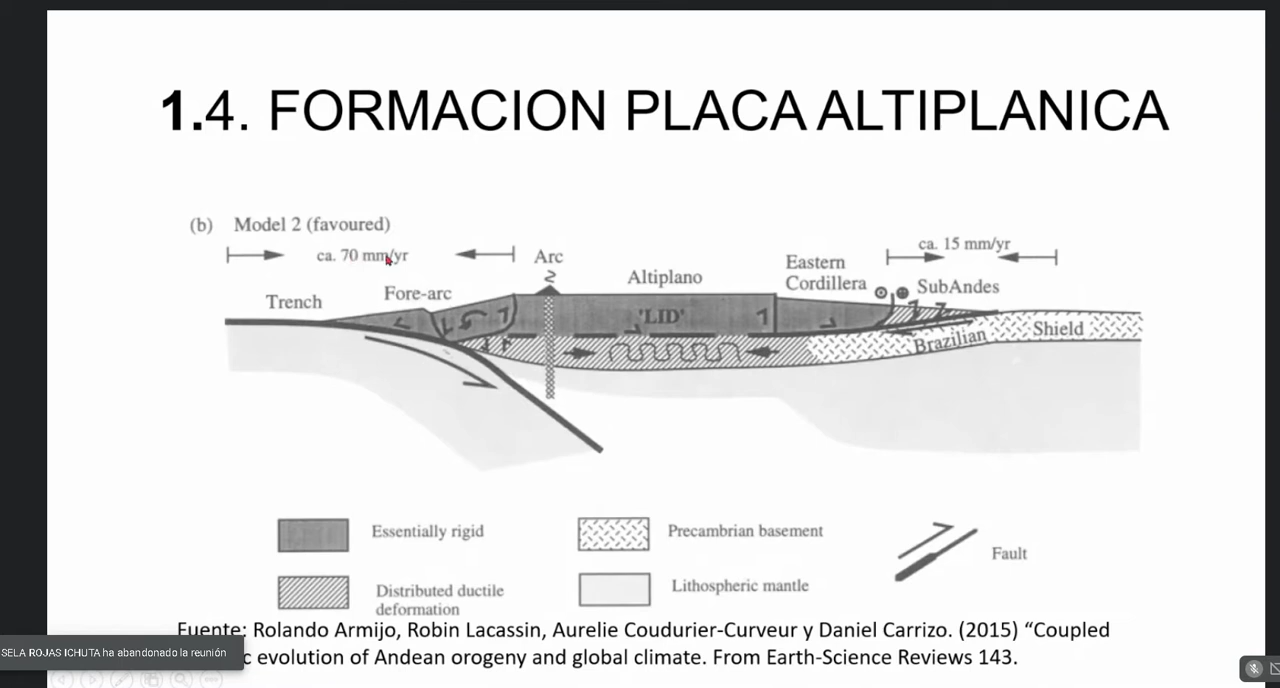 1.4. FORMACION PLACA ALTIPLANICA
(b) Model 2 (favoured)
ca. 70 mm/yr
Arc
ca. 15 mm/yr
Trench
Fore-arc
Altiplano
Eastern
Cordillera
SubAndes
'LID'
Brazilian
Shield
Essentially rigid
Precambrian basement
Fault
Distributed ductile
deformation
Lithospheric mantle
Fuente: Rolando Armijo, Robin Lacassin, Aurelie Coudurier-Curveur y Daniel Carrizo. (2015) “Coupled
evolution of Andean orogeny and global climate. From Earth-Science Reviews 143.
SELA ROJAS ICHUTA ha abandonado la reunión